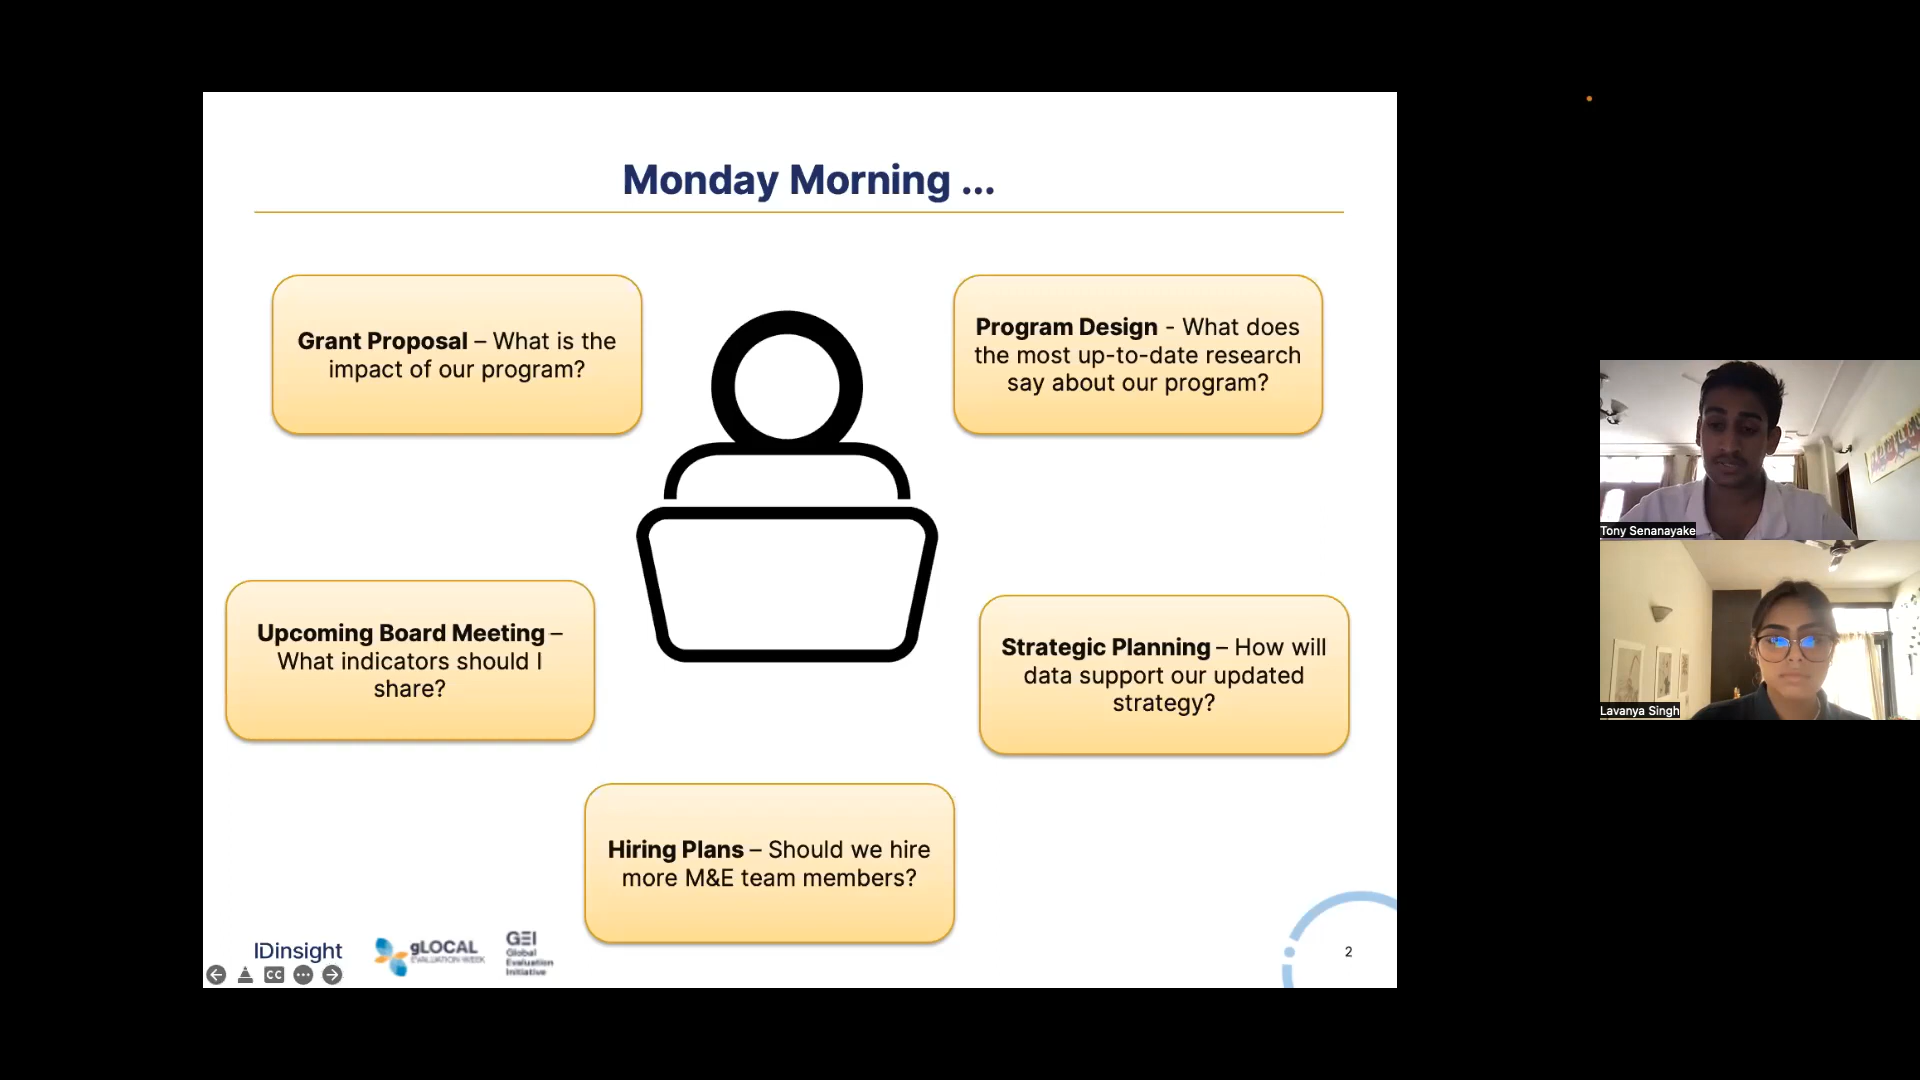 Monday Morning ...
Grant Proposal – What is the
impact of our program?
Program Design - What does
the most up-to-date research
say about our program?
Upcoming Board Meeting –
What indicators should I
share?
Strategic Planning – How will
data support our updated
strategy?
Hiring Plans – Should we hire
more M&E team members?
IDinsight
gLOCAL
EVALUATION WEEK
GEI
Global
Evaluation
Initiative
CC
2
Tony Senanayake
Lavanya Singh